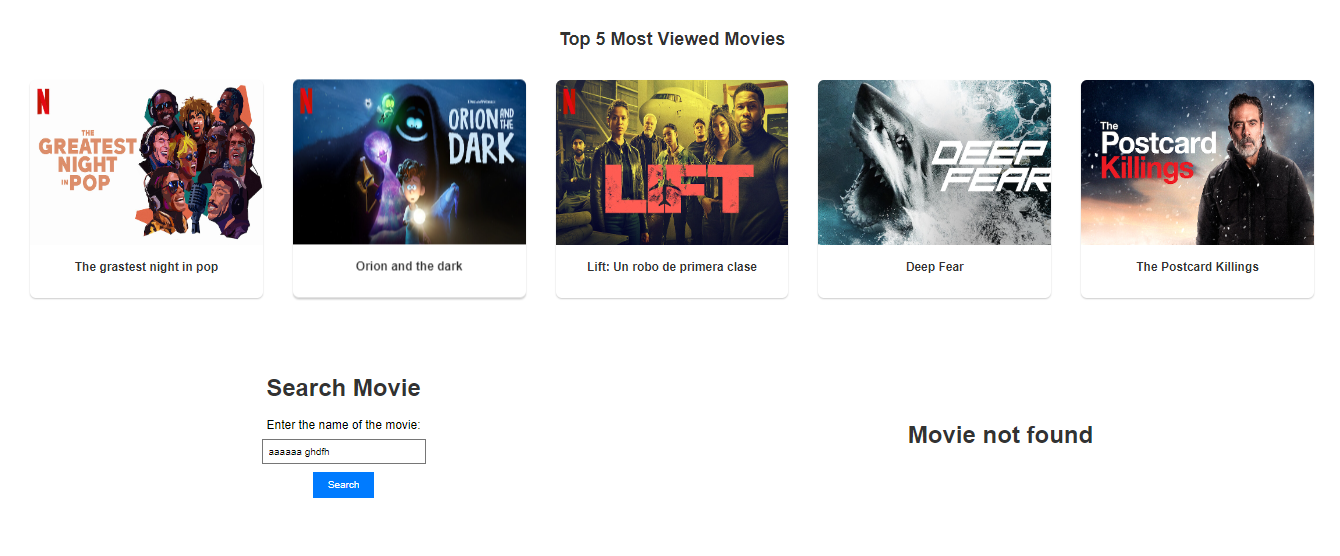 Top 5 Most Viewed Movies
N
THE
GREATEST
NIGHT
IN POP
The grastest night in pop
N
DREAMWORKS
ORION AND THE
DARK
Orion and the dark
N
LIFT
Lift: Un robo de primera clase
DEEP
FEAR
Deep Fear
The
Postcard
Killings
The Postcard Killings
Search Movie
Enter the name of the movie:
aaaaaa ghdfh
Search
Movie not found